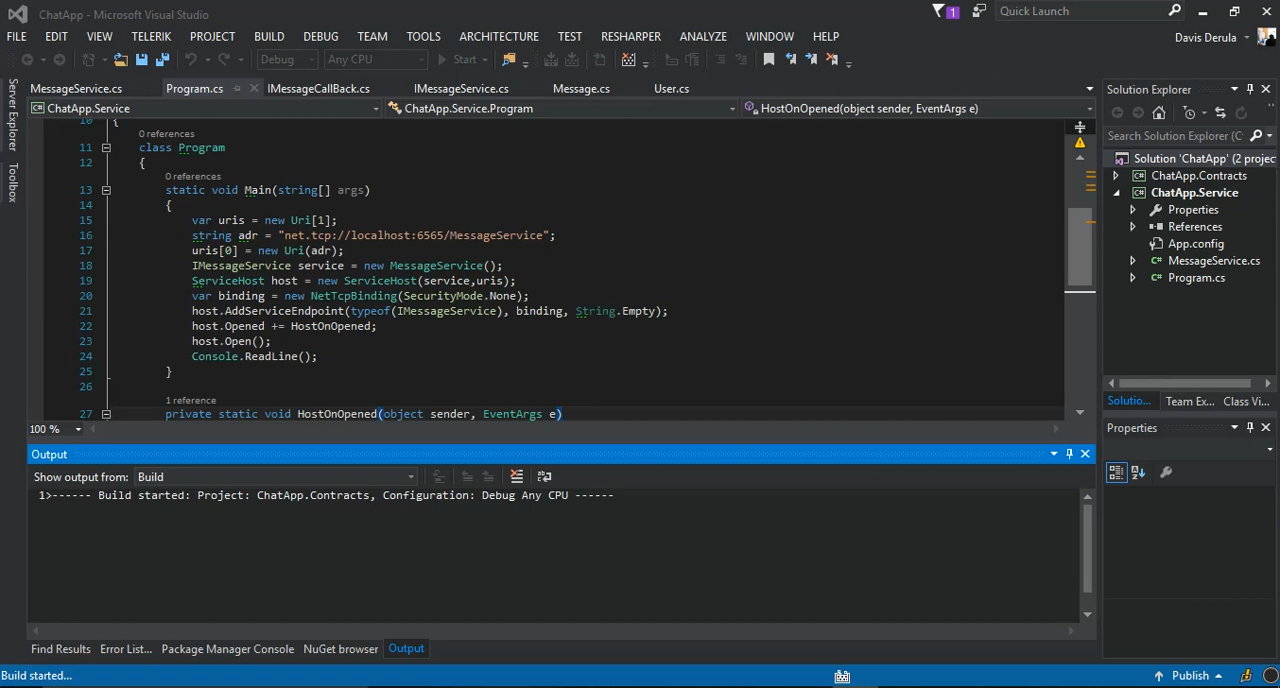 ChatApp - Microsoft Visual Studio
1
Quick Launch
FILE EDIT VIEW TELERIK PROJECT BUILD DEBUG TEAM TOOLS ARCHITECTURE TEST RESHARPER ANALYZE WINDOW HELP
Davis Derula
Debug Any CPU Start
Server Explorer
Toolbox
MessageService.cs Program.cs IMessageCallBack.cs IMessageService.cs Message.cs User.cs
ChatApp.Service ChatApp.Service.Program HostOnOpened(object sender, EventArgs e)
10 {
0 references
11 class Program
12 {
0 references
13 static void Main(string[] args)
14 {
15 var uris = new Uri[1];
16 string adr = "net.tcp://localhost:6565/MessageService";
17 uris[0] = new Uri(adr);
18 IMessageService service = new MessageService();
19 ServiceHost host = new ServiceHost(service,uris);
20 var binding = new NetTcpBinding(SecurityMode.None);
21 host.AddServiceEndpoint(typeof(IMessageService), binding, String.Empty);
22 host.Opened += HostOnOpened;
23 host.Open();
24 Console.ReadLine();
25 }
26
1 reference
27 private static void HostOnOpened(object sender, EventArgs e)
100 %
Solution Explorer
Search Solution Explorer (C
Solution 'ChatApp' (2 projec
ChatApp.Contracts
ChatApp.Service
Properties
References
App.config
MessageService.cs
Program.cs
Solutio... Team Ex... Class Vi...
Properties
Output
Show output from: Build
1>------ Build started: Project: ChatApp.Contracts, Configuration: Debug Any CPU ------
Find Results Error List... Package Manager Console NuGet browser Output
Build started... Publish